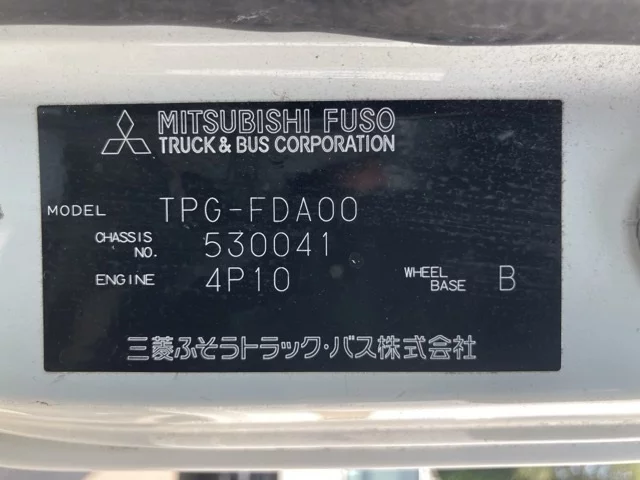 MITSUBISHI FUSO
TRUCK & BUS CORPORATION
MODEL TPG-FDA00
CHASSIS NO. 530041
ENGINE 4P10 WHEEL BASE B
三菱ふそうトラック・バス株式会社